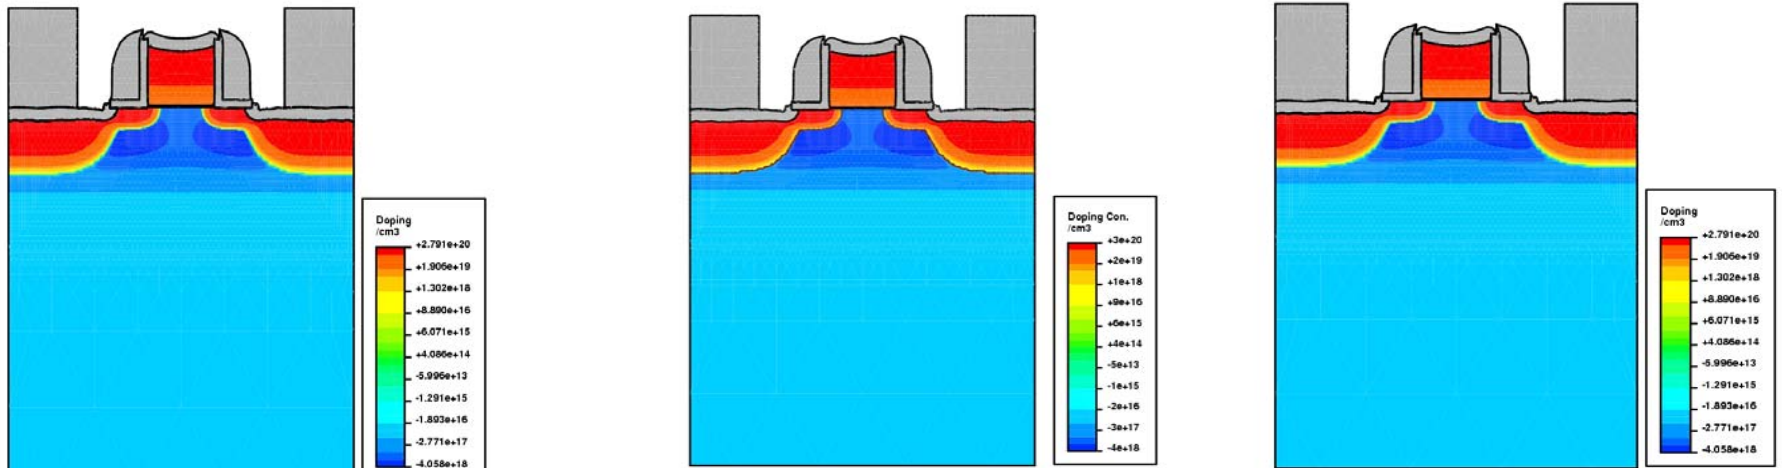 Doping
/cm3
+2.791e+20
+1.906e+19
+1.302e+18
+8.890e+16
+6.071e+15
+4.086e+14
-5.996e+13
-1.291e+15
-1.893e+16
-2.771e+17
-4.058e+18
Doping Con.
/cm3
+3e+20
+2e+19
+1e+18
+9e+16
+6e+15
+4e+14
-5e+13
-1e+15
-2e+16
-3e+17
-4e+18
Doping
/cm3
+2.791e+20
+1.906e+19
+1.302e+18
+8.890e+16
+6.071e+15
+4.086e+14
-5.996e+13
-1.291e+15
-1.893e+16
-2.771e+17
-4.058e+18